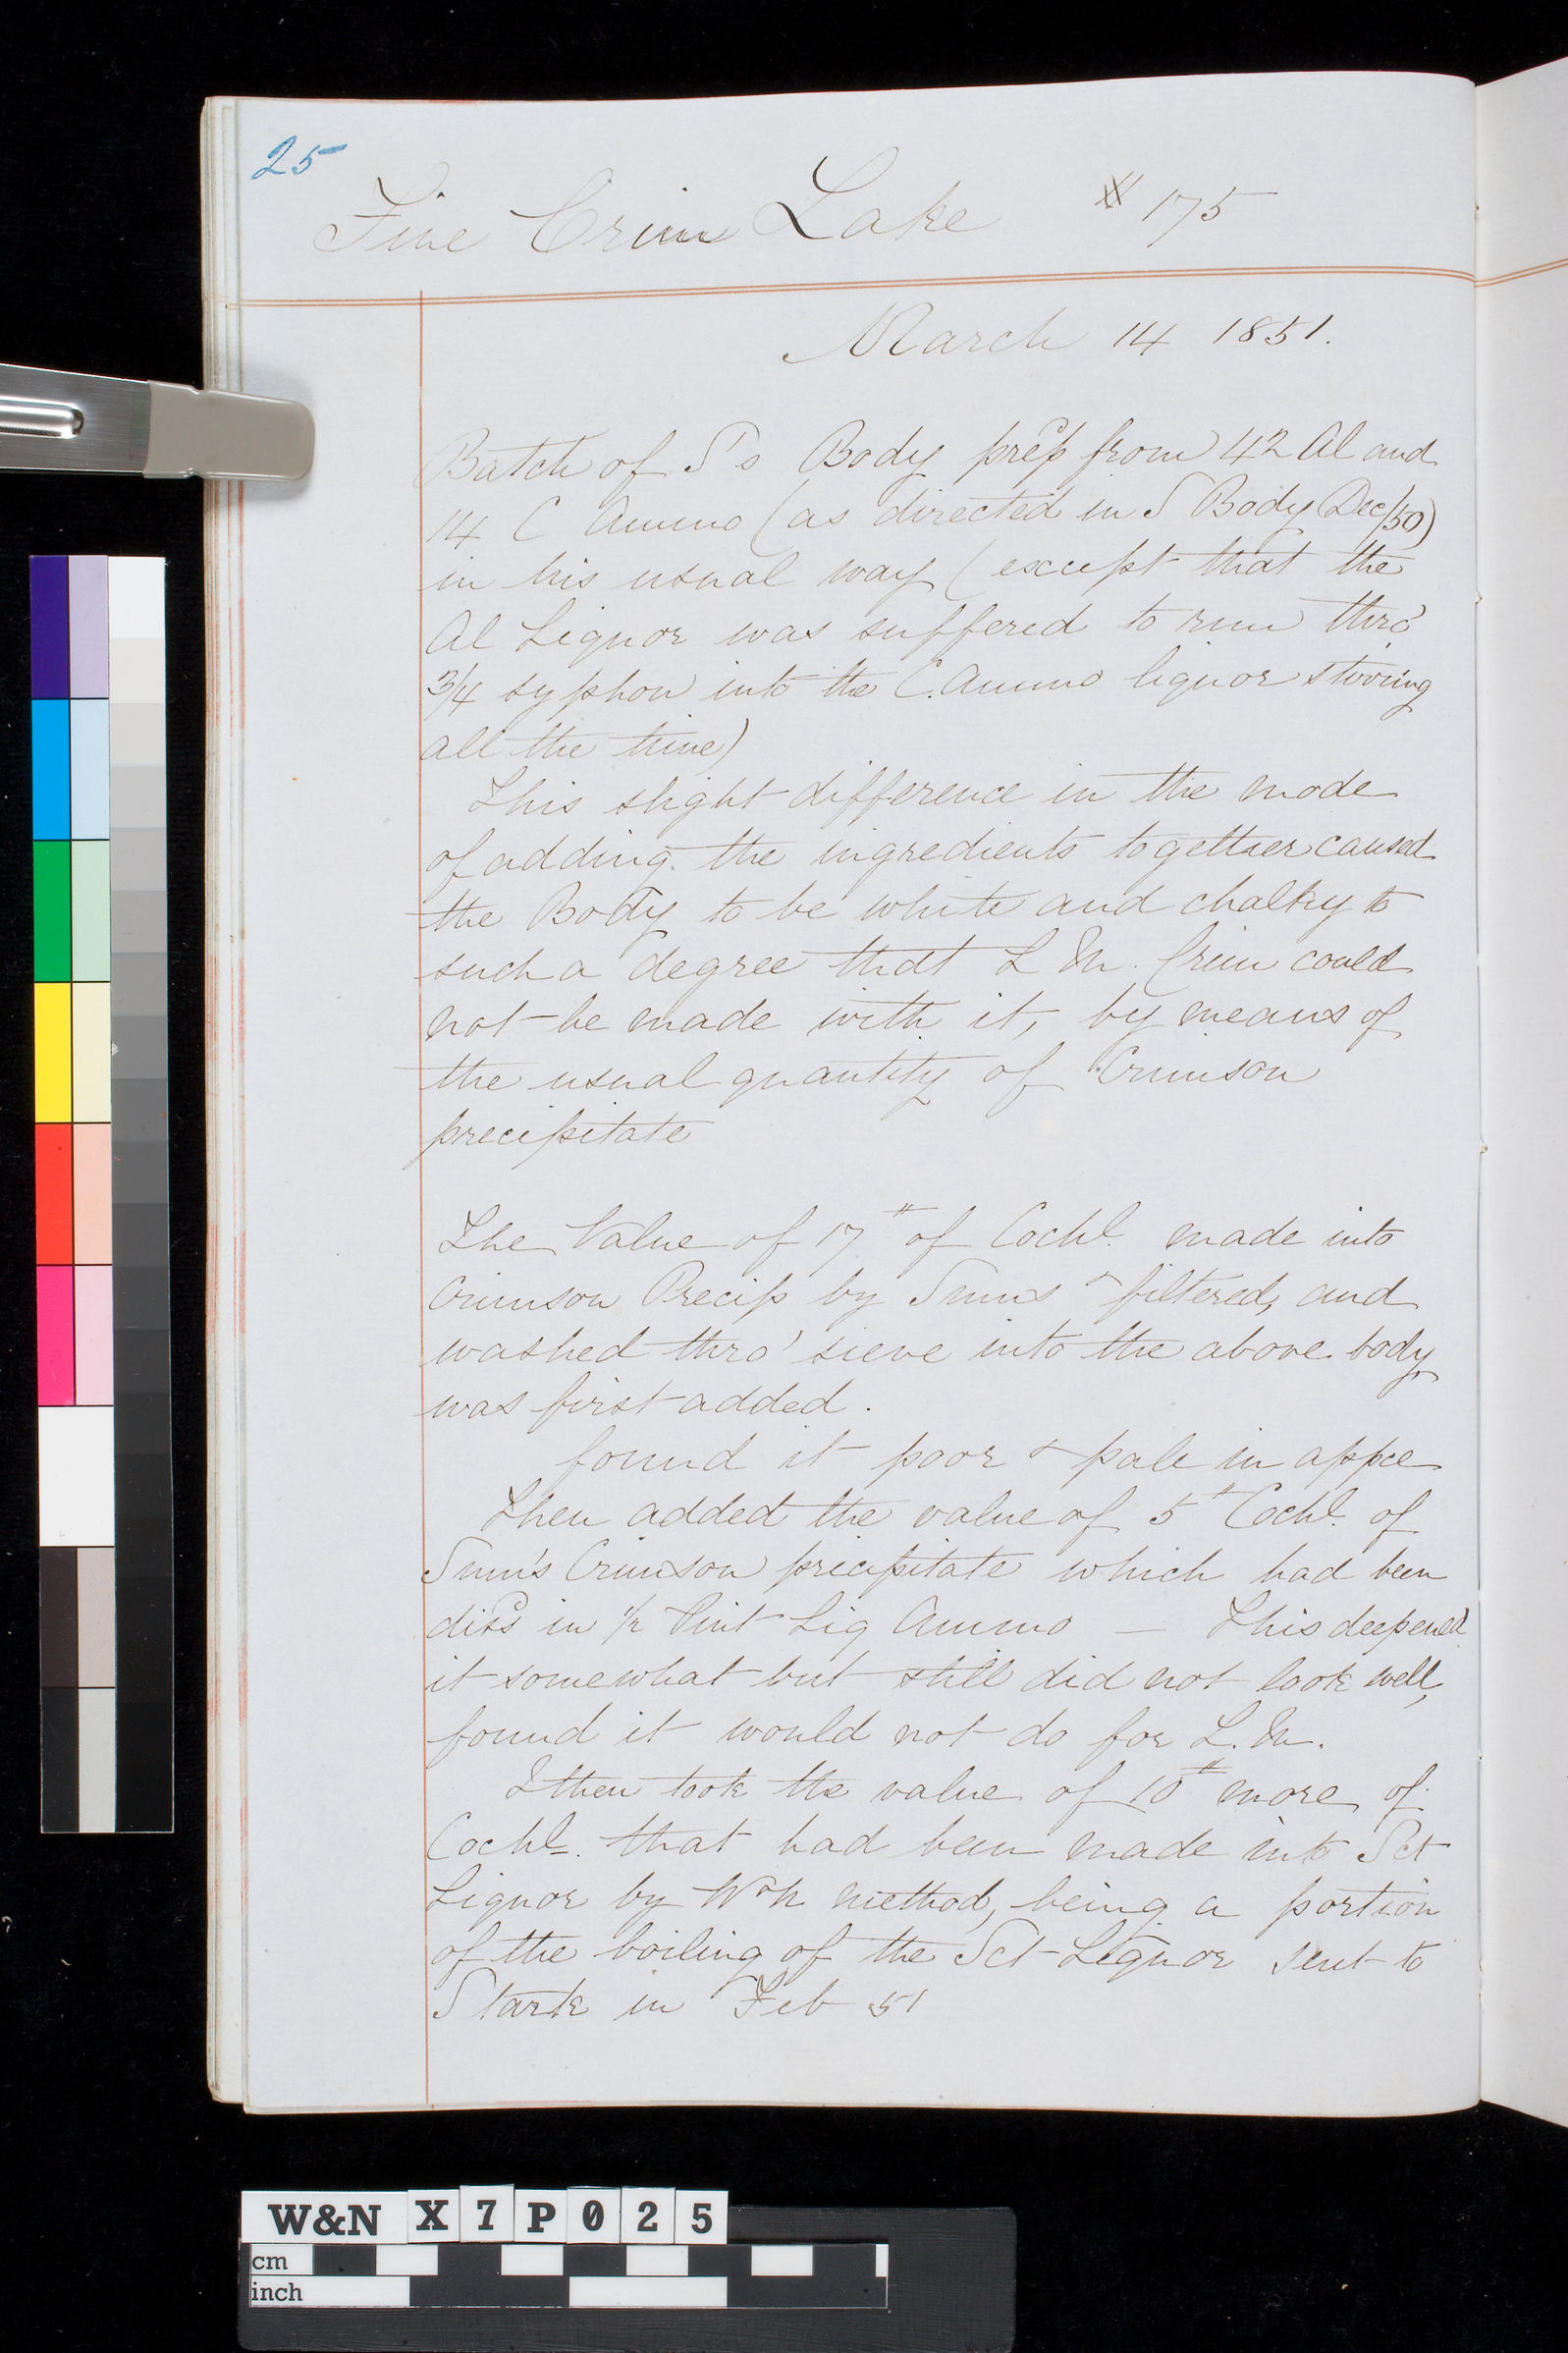 25
Fine Crims Lake # 175
March 14 1851.
Batch of S's Body prepd from 42 Al and
14 C Ammo (as directed in S Body (Dec/50)
in his usual way (except that the
Al Liquor was suffered to run thro'
3/4 syphon into the C. Ammo liquor stiring
all the time)
This slight difference in the mode
of adding the ingredients together caused
the Body to be white and chalky to
such a degree that L M. Crim could
not be made with it, by means of
the usual quantity of Crimson
precipitate
The Value of 17 # of Cochl made into
Crimson Precip by Smms & filtered, and
washed thro' sieve into the above body
was first added.
found it poor & pale in appce
Then added the value of 5 # Cochl of
Smm's Crimson precipitate which had been
dissd in 1/2 Pint Liq Ammo — This deepened
it somewhat but still did not look well,
found it would not do for L. M.
I then took the value of 10 # more of
Cochl. that had been made into Sct
Liquor by method, being a portion
of the boiling of the Sct Liquor sent to
Stark in Feb 51
W&N X7P025
cm
inch